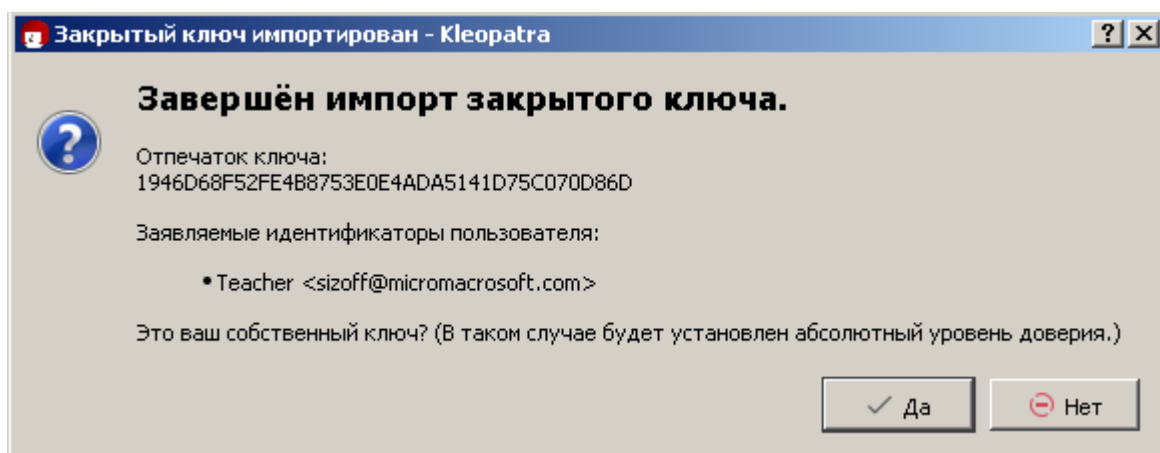 Закрытый ключ импортирован - Kleopatra
Завершён импорт закрытого ключа.
Отпечаток ключа:
1946D68F52FE4B8753E0E4ADA5141D75C070D86D
Заявляемые идентификаторы пользователя:
• Teacher <sizoff@micromacrosoft.com>
Это ваш собственный ключ? (В таком случае будет установлен абсолютный уровень доверия.)
Да
Нет